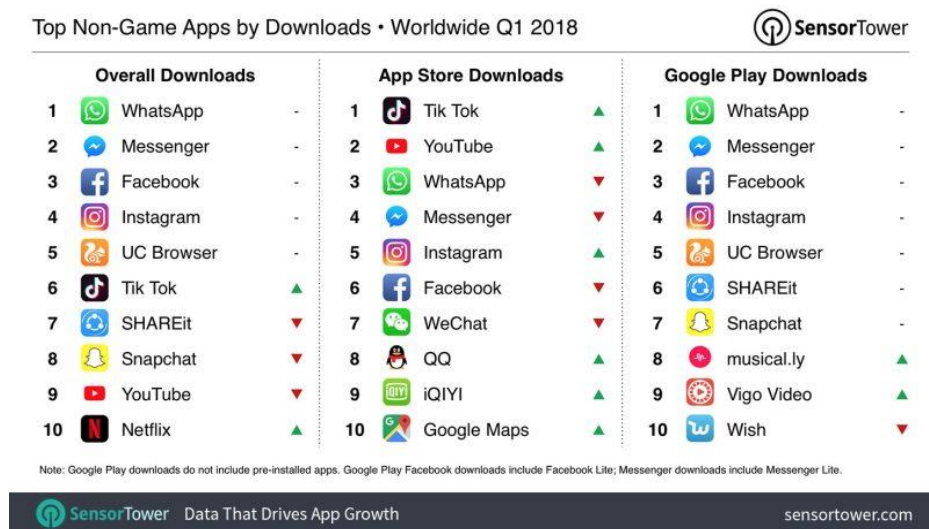 Top Non-Game Apps by Downloads • Worldwide Q1 2018
SensorTower
Overall Downloads
1 WhatsApp -
2 Messenger -
3 Facebook -
4 Instagram -
5 UC Browser -
6 Tik Tok ▲
7 SHAREit ▼
8 Snapchat ▼
9 YouTube ▼
10 Netflix ▲
App Store Downloads
1 Tik Tok ▲
2 YouTube ▲
3 WhatsApp ▼
4 Messenger ▼
5 Instagram ▲
6 Facebook ▼
7 WeChat ▼
8 QQ ▲
9 iQIYI ▲
10 Google Maps ▲
Google Play Downloads
1 WhatsApp -
2 Messenger -
3 Facebook -
4 Instagram -
5 UC Browser -
6 SHAREit -
7 Snapchat -
8 musical.ly ▲
9 Vigo Video ▲
10 Wish ▼
Note: Google Play downloads do not include pre-installed apps. Google Play Facebook downloads include Facebook Lite; Messenger downloads include Messenger Lite.
SensorTower Data That Drives App Growth
sensortower.com